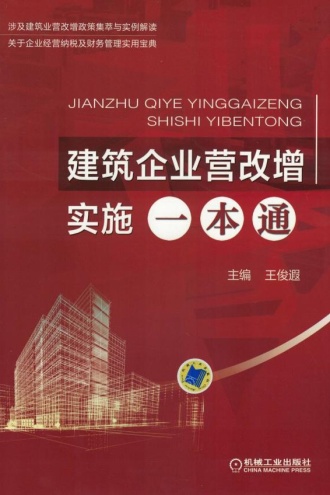 涉及建筑业营改增政策集萃与实例解读
关于企业经营纳税及财务管理实用宝典
JIANZHU QIYE YINGGAIZENG
SHISHI YIBENTONG
建筑企业营改增
实施一本通
主编 王俊遐
机械工业出版社
CHINA MACHINE PRESS